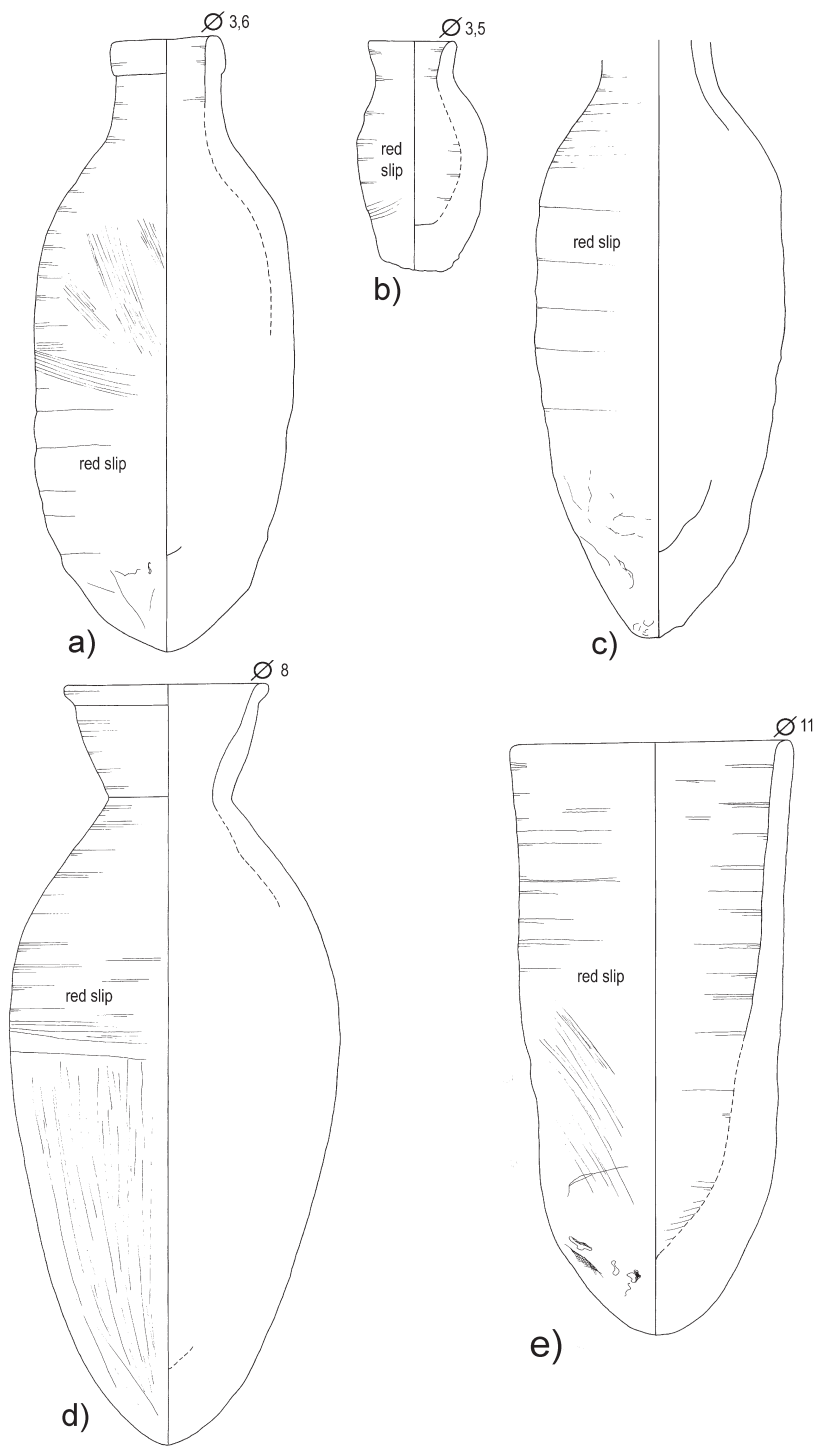 Ø 3,6
Ø 3,5
red
slip
b)
red slip
red slip
a)
c)
Ø 8
Ø 11
red slip
red slip
e)
d)